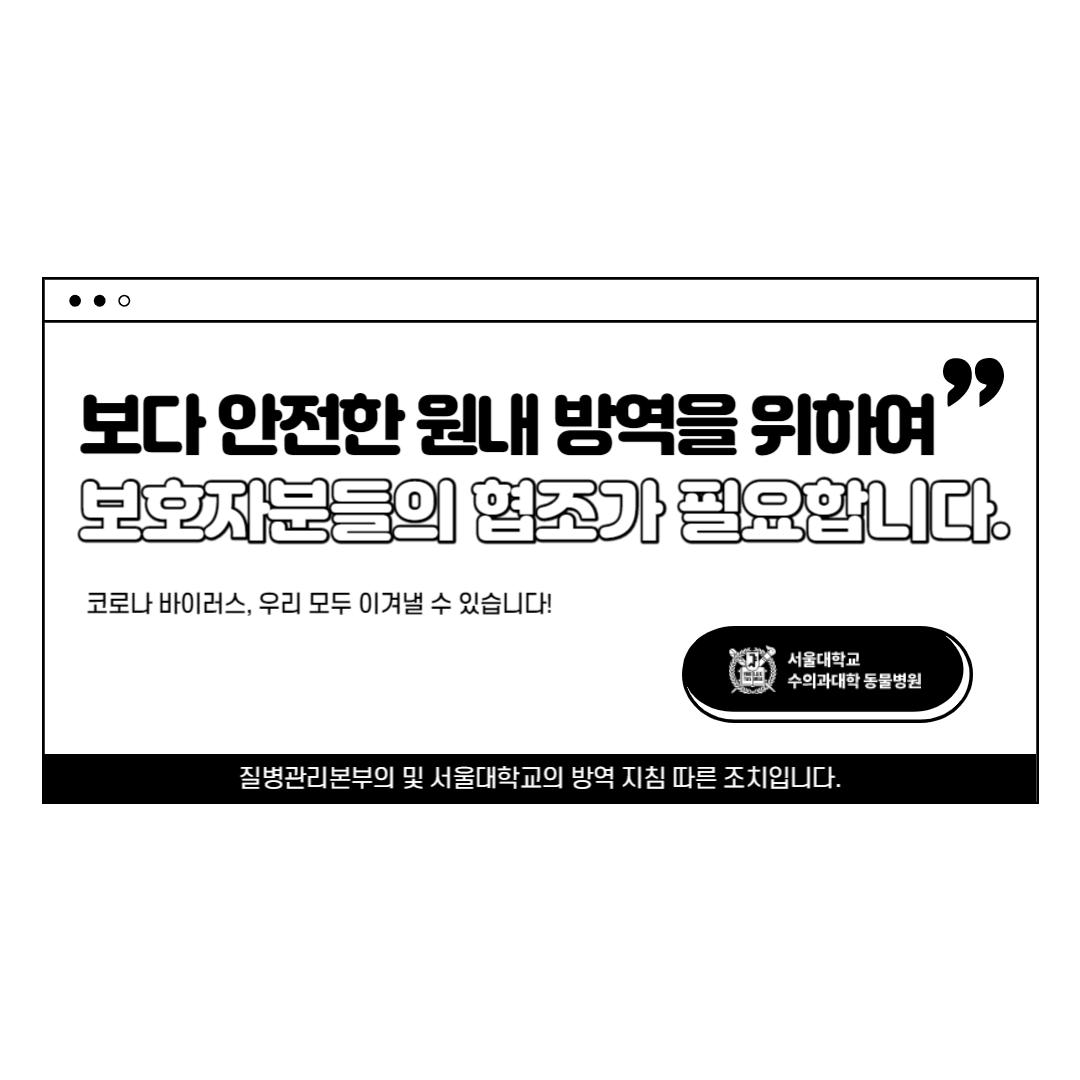 보다 안전한 원내 방역을 위하여”
보호자분들의 협조가 필요합니다.
코로나 바이러스, 우리 모두 이겨낼 수 있습니다!
서울대학교
수의과대학 동물병원
질병관리본부의 및 서울대학교의 방역 지침 따른 조치입니다.